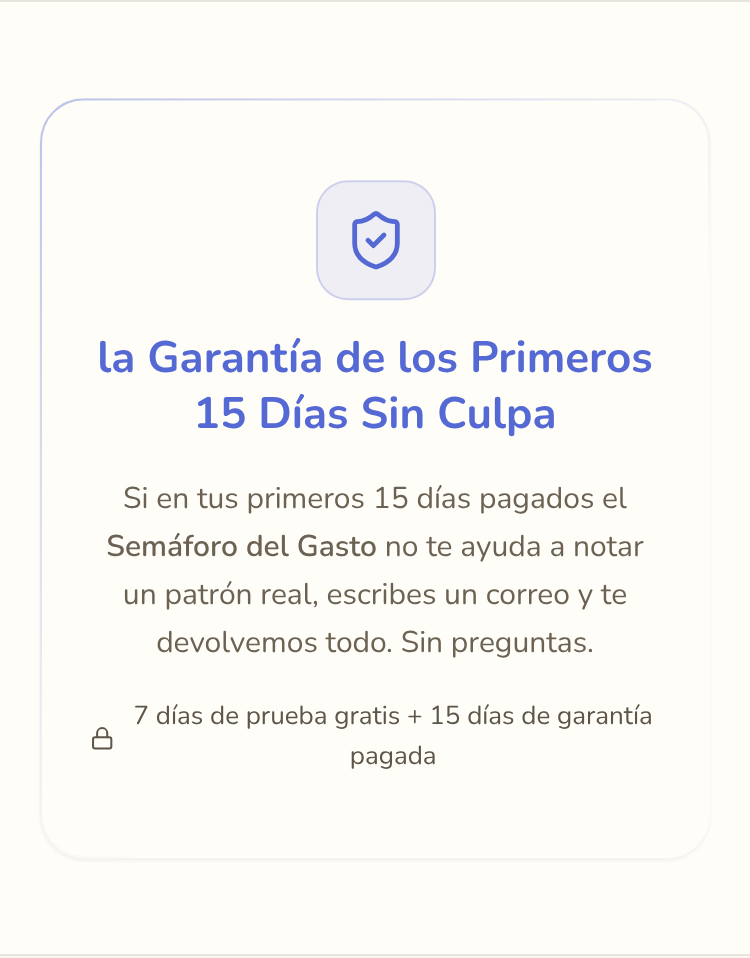 la Garantía de los Primeros
15 Días Sin Culpa
Si en tus primeros 15 días pagados el
Semáforo del Gasto no te ayuda a notar
un patrón real, escribes un correo y te
devolvemos todo. Sin preguntas.
7 días de prueba gratis + 15 días de garantía
pagada